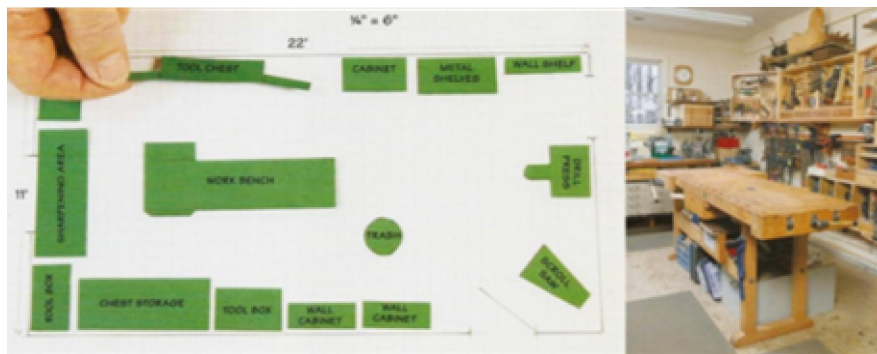 ¼" = 6"
22'
TOOL CHEST
CABINET
METAL
SHELVES
WALL SHELF
SHARPENING AREA
11'
WORK BENCH
DRILL
PRESS
TRASH
SCROLL
SAW
TOOL BOX
CHEST STORAGE
TOOL BOX
WALL
CABINET
WALL
CABINET